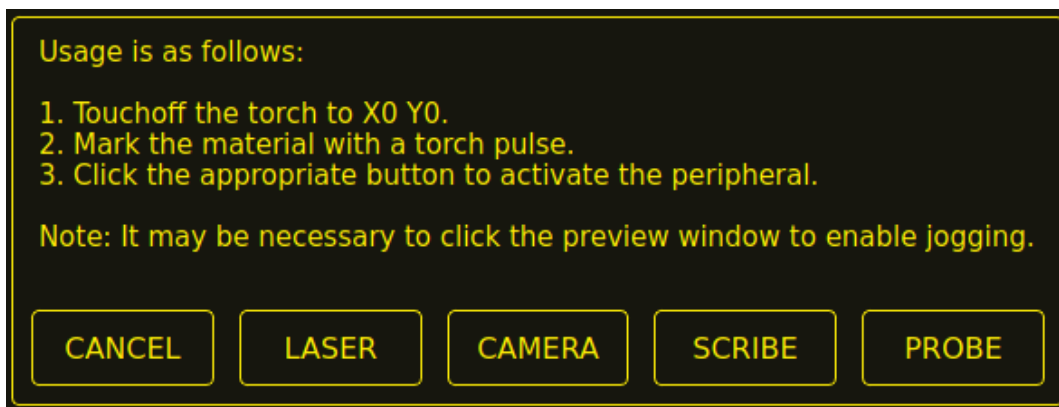 Usage is as follows:
1. Touchoff the torch to X0 Y0.
2. Mark the material with a torch pulse.
3. Click the appropriate button to activate the peripheral.
Note: It may be necessary to click the preview window to enable jogging.
CANCEL LASER CAMERA SCRIBE PROBE